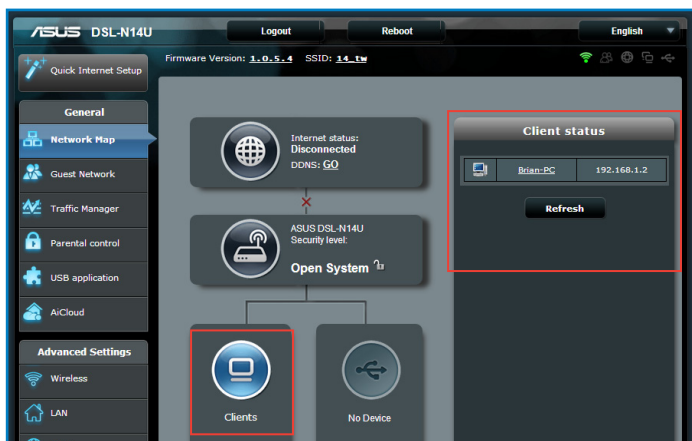 ASUS DSL-N14U
Logout
Reboot
English
Quick Internet Setup
Firmware Version: 1.0.5.4 SSID: 14_tw
General
Network Map
Guest Network
Traffic Manager
Parental control
USB application
AiCloud
Advanced Settings
Wireless
LAN
Internet status:
Disconnected
DDNS: GO
ASUS DSL-N14U
Security level:
Open System
Clients
No Device
Client status
Brian-PC 192.168.1.2
Refresh